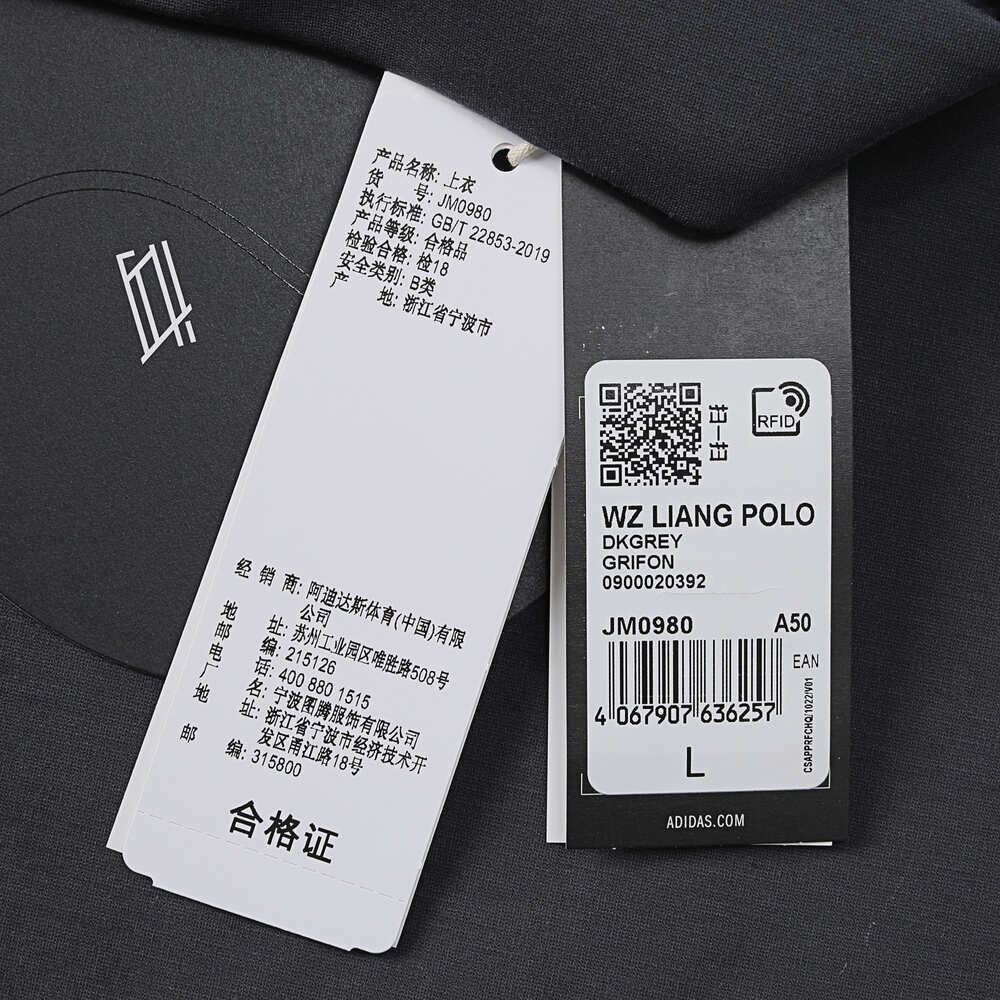 产品名称: 上衣
货 号: JM0980
执行标准: GB/T 22853-2019
产品等级: 合格品
检验合格: 检18
安全类别: B类
产 地: 浙江省宁波市
经 销 商: 阿迪达斯体育(中国)有限
公司
地 址: 苏州工业园区唯胜路508号
邮 编: 215126
电 话: 400 880 1515
厂 名: 宁波图腾服饰有限公司
地 址: 浙江省宁波市经济技术开
发区甬江路18号
邮 编: 315800
合格证
扫一扫
RFID
WZ LIANG POLO
DKGREY
GRIFON
0900020392
JM0980 A50
EAN
4 067907 636257
CSAPPRFCHQ/1022/V01
L
ADIDAS.COM